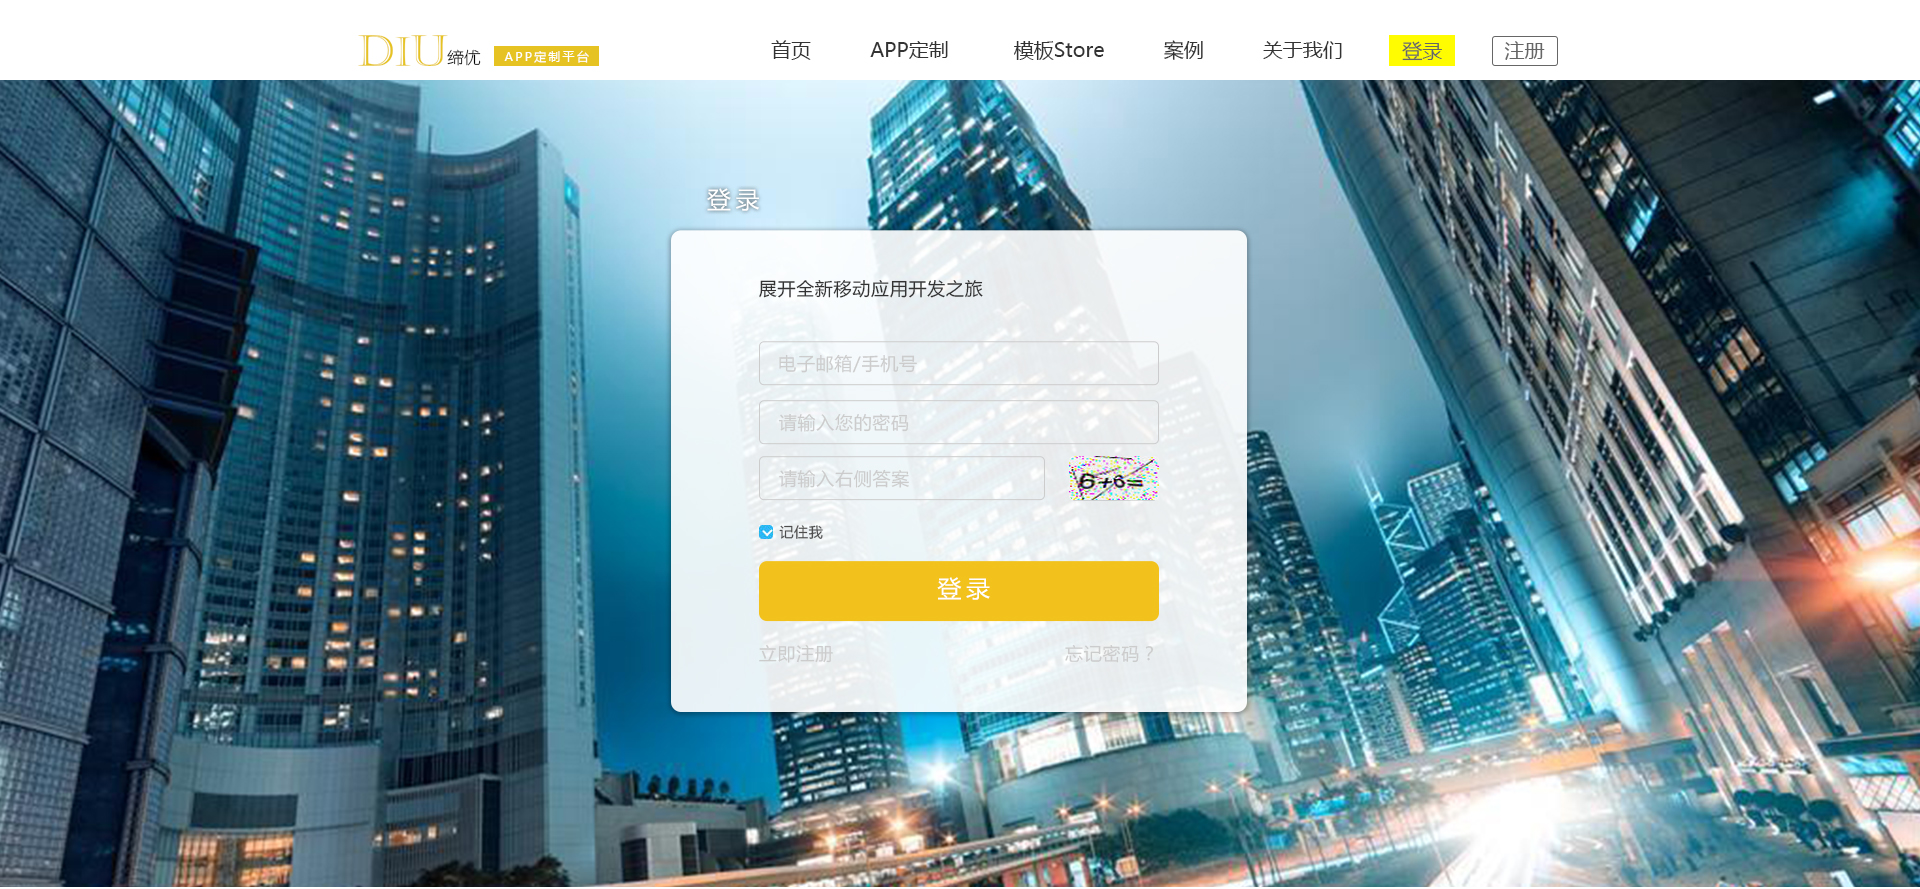 DIU缔优 APP定制平台 首页 APP定制 模板Store 案例 关于我们 登录 注册
登录
展开全新移动应用开发之旅
电子邮箱/手机号
请输入您的密码
请输入右侧答案 6+6=
记住我
登录
立即注册 忘记密码？